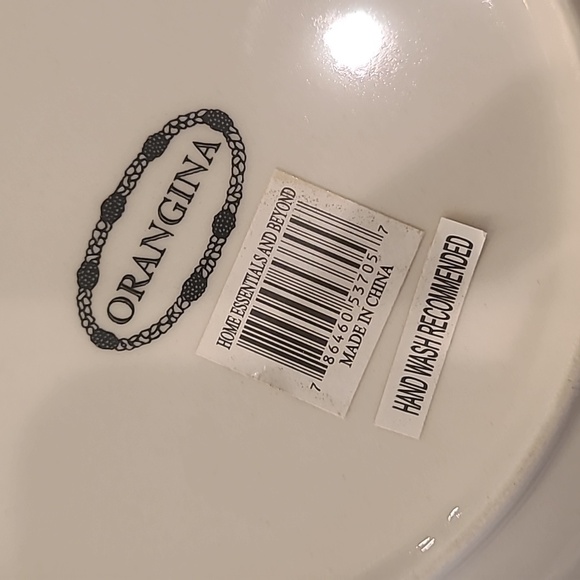 ORANGINA
HOME ESSENTIALS AND BEYOND
7 86460 53705 7
MADE IN CHINA
HAND WASH RECOMMENDED